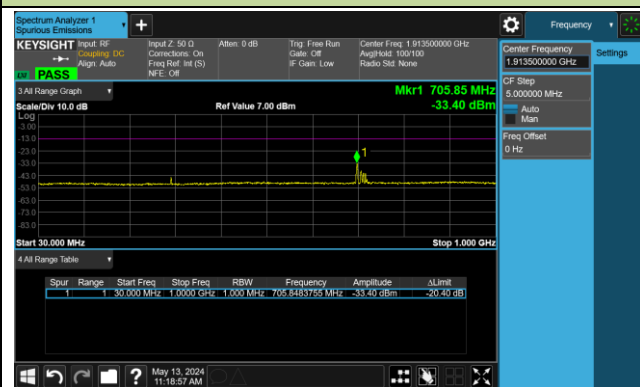 Spectrum Analyzer 1
Spurious Emissions
+
Frequency
KEYSIGHT
Input: RF
Coupling: DC
Align: Auto
Input Z: 50 Ω
Corrections: On
Freq Ref: Int (S)
NFE: Off
Atten: 0 dB
Trig: Free Run
Gate: Off
IF Gain: Low
Center Freq: 1.913500000 GHz
Avg|Hold: 100/100
Radio Std: None
PASS
Center Frequency
1.913500000 GHz
Settings
CF Step
5.000000 MHz
Auto
Man
Freq Offset
0 Hz
3 All Range Graph
Mkr1 705.85 MHz
Scale/Div 10.0 dB
Ref Value 7.00 dBm
-33.40 dBm
Log
-3.00
-13.0
-23.0
-33.0
-43.0
-53.0
-63.0
-73.0
-83.0
1
Start 30.000 MHz
Stop 1.000 GHz
4 All Range Table
Spur Range Start Freq Stop Freq RBW Frequency Amplitude ΔLimit
1 1 30.000 MHz 1.0000 GHz 1.000 MHz 705.8483755 MHz -33.40 dBm -20.40 dB
?
May 13, 2024
11:18:57 AM